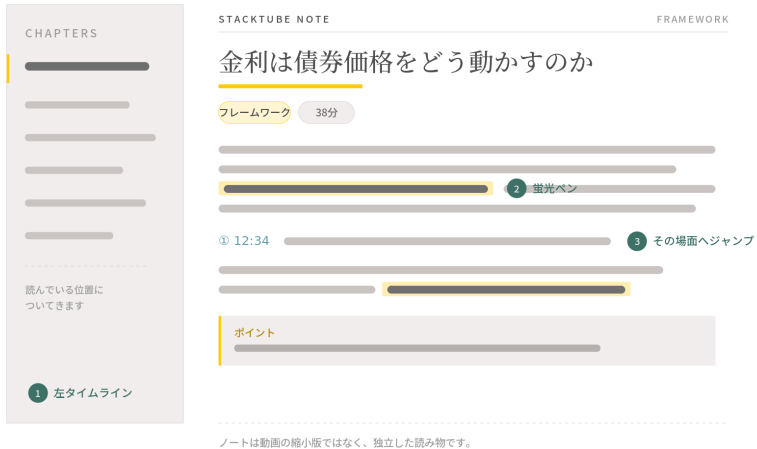 CHAPTERS
読んでいる位置に
ついてきます
1 左タイムライン
STACKTUBE NOTE
FRAMEWORK
金利は債券価格をどう動かすのか
フレームワーク
38分
2 蛍光ペン
① 12:34
3 その場面へジャンプ
ポイント
ノートは動画の縮小版ではなく、独立した読み物です。